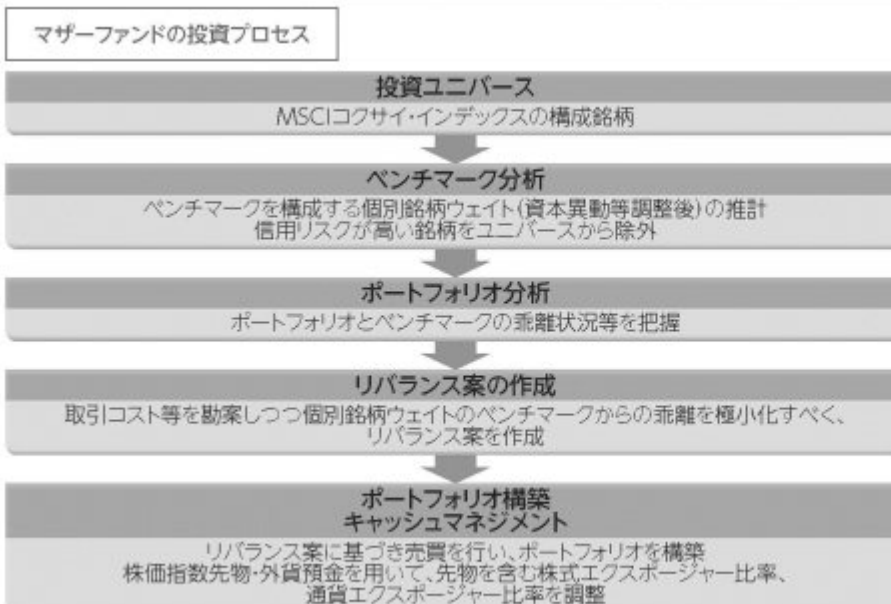 マザーファンドの投資プロセス
投資ユニバース
MSCIコクサイ・インデックスの構成銘柄
ベンチマーク分析
ベンチマークを構成する個別銘柄ウェイト(資本異動等調整後)の推計
信用リスクが高い銘柄をユニバースから除外
ポートフォリオ分析
ポートフォリオとベンチマークの乖離状況等を把握
リバランス案の作成
取引コスト等を勘案しつつ個別銘柄ウェイトのベンチマークからの乖離を極小化すべく、
リバランス案を作成
ポートフォリオ構築
キャッシュマネジメント
リバランス案に基づき売買を行い、ポートフォリオを構築
株価指数先物・外貨預金を用いて、先物を含む株式エクスポージャー比率、
通貨エクスポージャー比率を調整